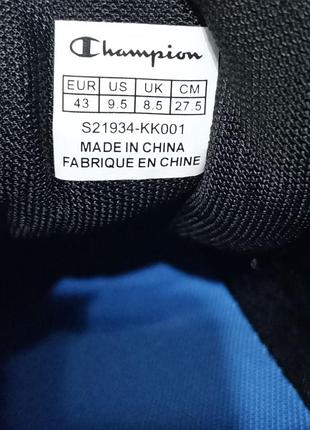 Champion
EUR US UK CM
43 9.5 8.5 27.5
S21934-KK001
MADE IN CHINA
FABRIQUE EN CHINE